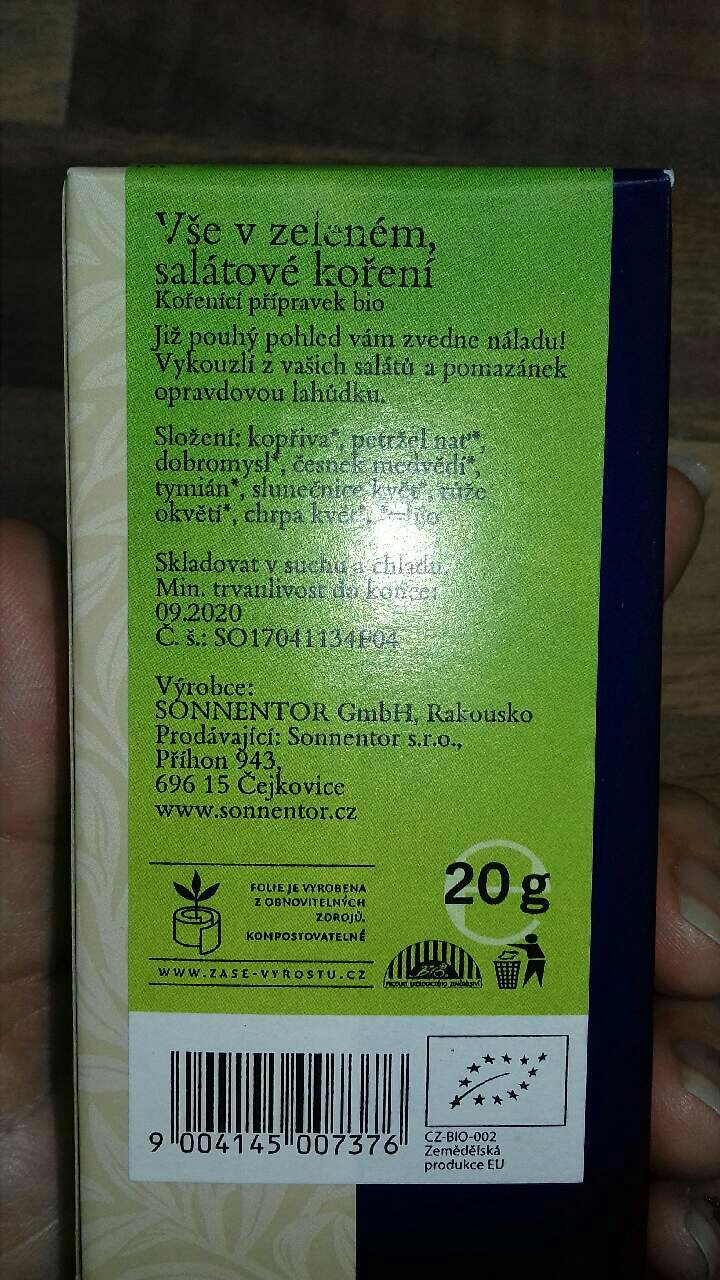 Vše v zeleném,
salátové koření
Kořenící přípravek bio
Již pouhý pohled vám zvedne náladu!
Vykouzlí z vašich salátů a pomazánek
opravdovou lahůdku.
Složení: kopřiva*, petržel nať*,
dobromysl*, česnek medvědí*,
tymián*, slunečnice květ*, růže
okvětí*, chrpa květ*, *=bio
Skladovat v suchu a chladu.
Min. trvanlivost do konce:
09.2020
Č. š.: SO17041134F04
Výrobce:
SONNENTOR GmbH, Rakousko
Prodávající: Sonnentor s.r.o.,
Příhon 943,
696 15 Čejkovice
www.sonnentor.cz
FOLIE JE VYROBENA
Z OBNOVITELNÝCH
ZDROJŮ.
KOMPOSTOVATELNÉ
WWW.ZASE-VYROSTU.CZ
20 g
BIO
PRODUKT EKOLOGICKÉHO ZEMĚDĚLSTVÍ
9 004145 007376
CZ-BIO-002
Zemědělská
produkce EU